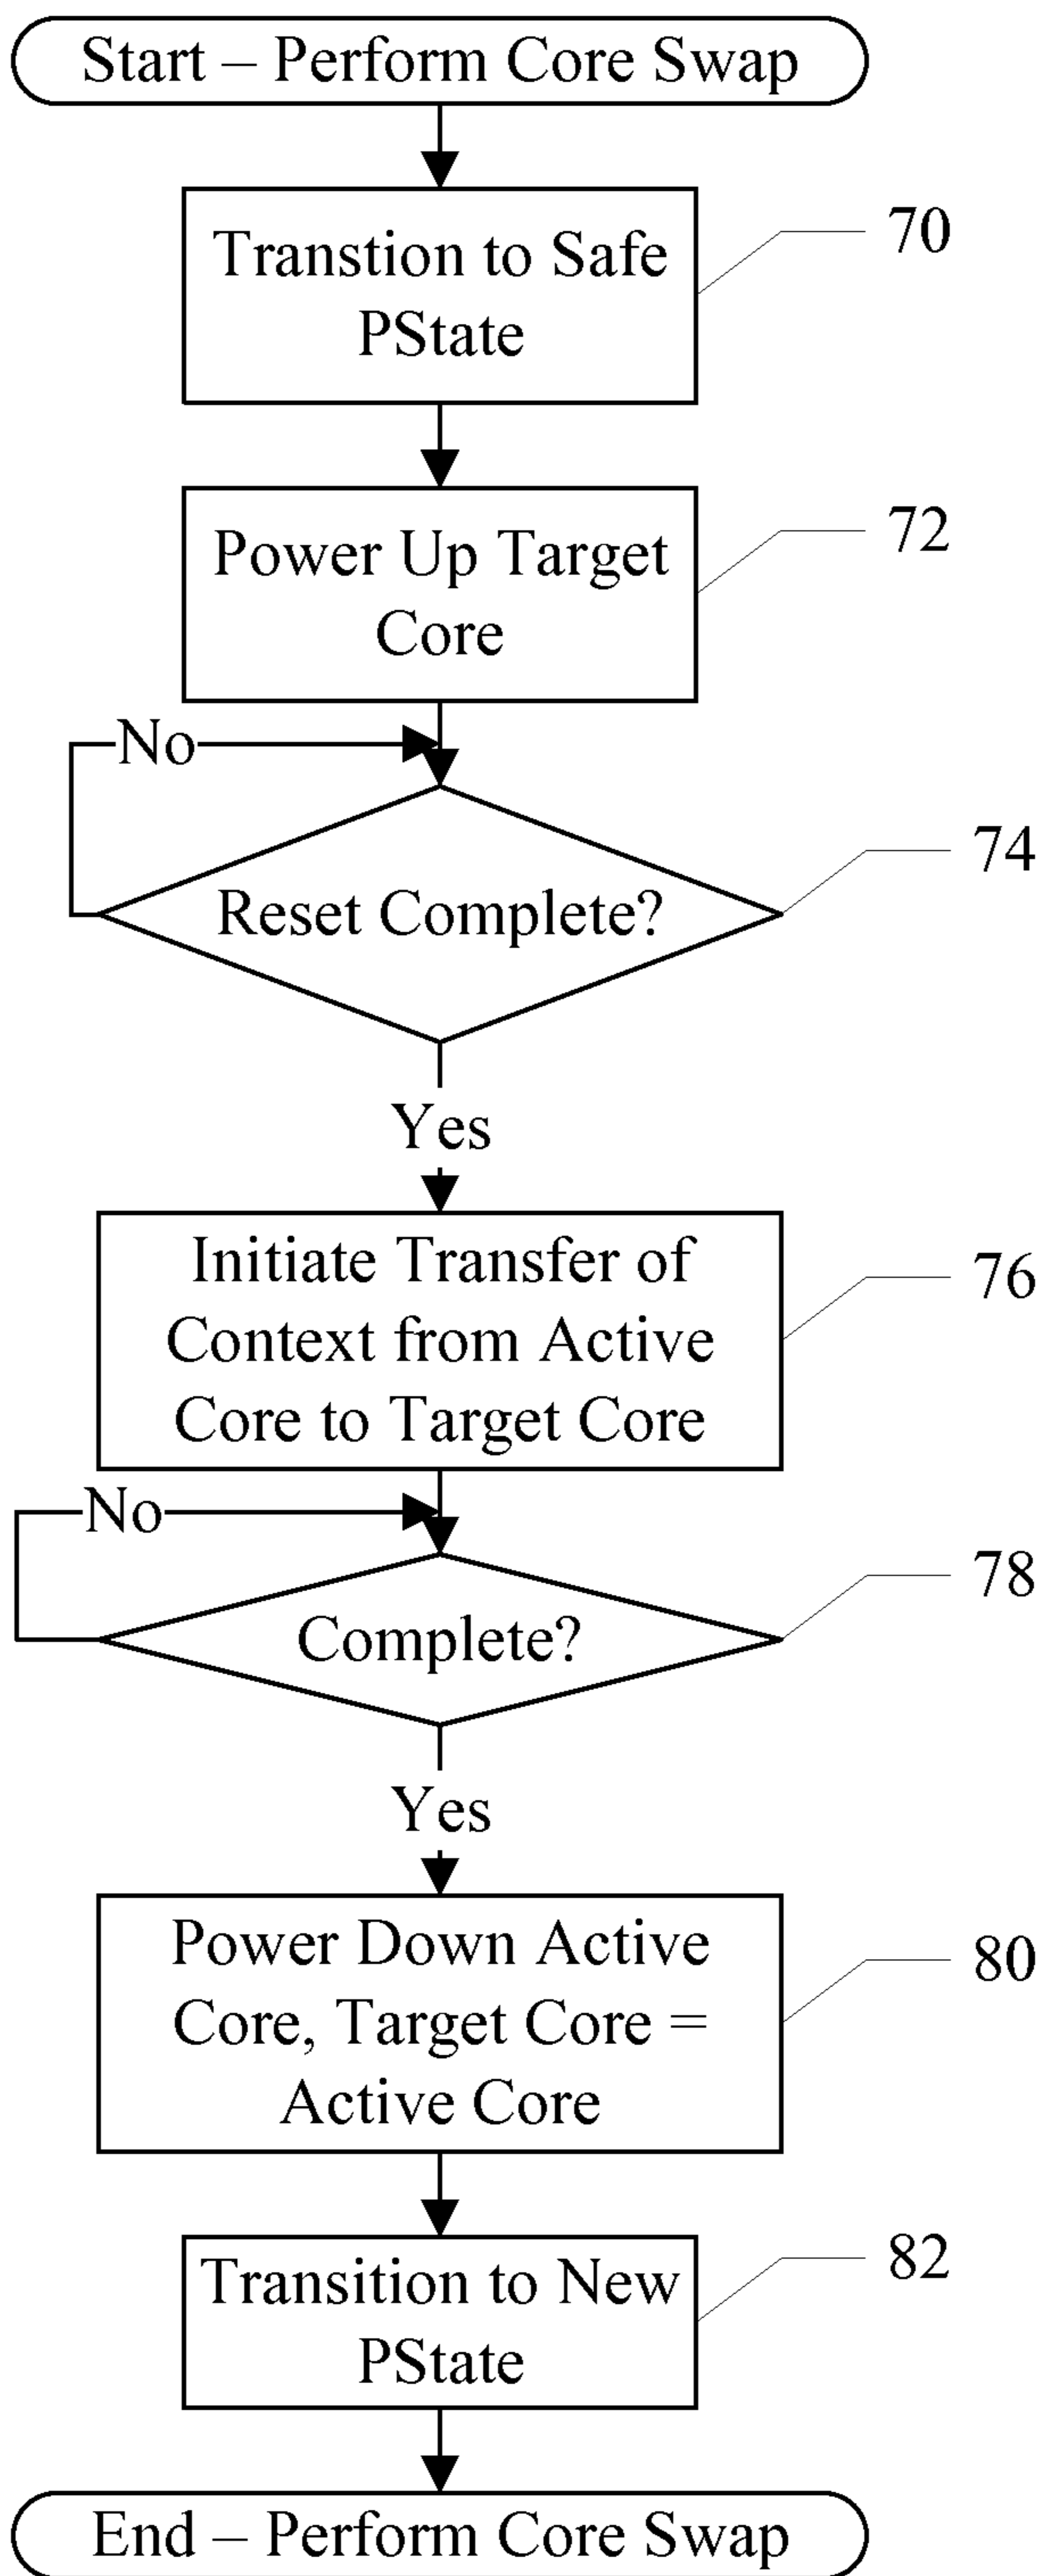 Start – Perform Core Swap
Transtion to Safe
PState
70
Power Up Target
Core
72
No
Reset Complete?
74
Yes
Initiate Transfer of
Context from Active
Core to Target Core
76
No
Complete?
78
Yes
Power Down Active
Core, Target Core =
Active Core
80
Transition to New
PState
82
End – Perform Core Swap